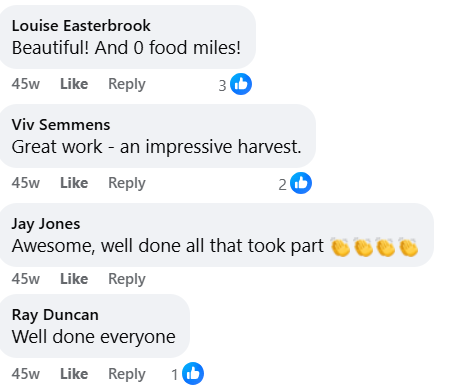 Louise Easterbrook
Beautiful! And 0 food miles!
45w Like Reply 3
Viv Semmens
Great work - an impressive harvest.
45w Like Reply 2
Jay Jones
Awesome, well done all that took part 👏👏👏👏
45w Like Reply
Ray Duncan
Well done everyone
45w Like Reply 1